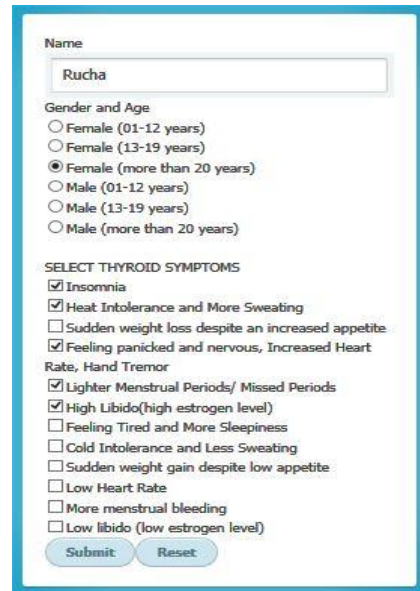 Name
Rucha
Gender and Age
Female (01-12 years)
Female (13-19 years)
Female (more than 20 years)
Male (01-12 years)
Male (13-19 years)
Male (more than 20 years)
SELECT THYROID SYMPTOMS
Insomnia
Heat Intolerance and More Sweating
Sudden weight loss despite an increased appetite
Feeling panicked and nervous, Increased Heart
Rate, Hand Tremor
Lighter Menstrual Periods/ Missed Periods
High Libido(high estrogen level)
Feeling Tired and More Sleepiness
Cold Intolerance and Less Sweating
Sudden weight gain despite low appetite
Low Heart Rate
More menstrual bleeding
Low libido (low estrogen level)
Submit Reset